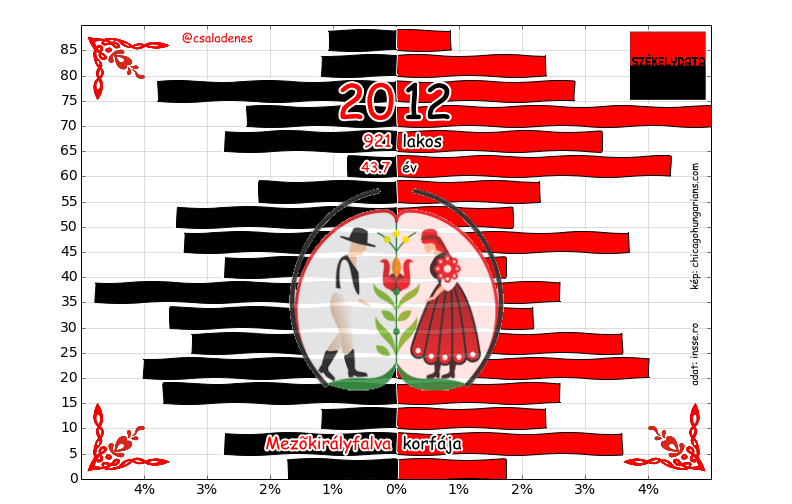 @csaladenes
SZÉKELYDATA
2012
921 lakos
43.7 év
kép: chicagohungarians.com
adat: insse.ro
Mezőkirályfalva korfája
85
80
75
70
65
60
55
50
45
40
35
30
25
20
15
10
5
0
4% 3% 2% 1% 0% 1% 2% 3% 4%